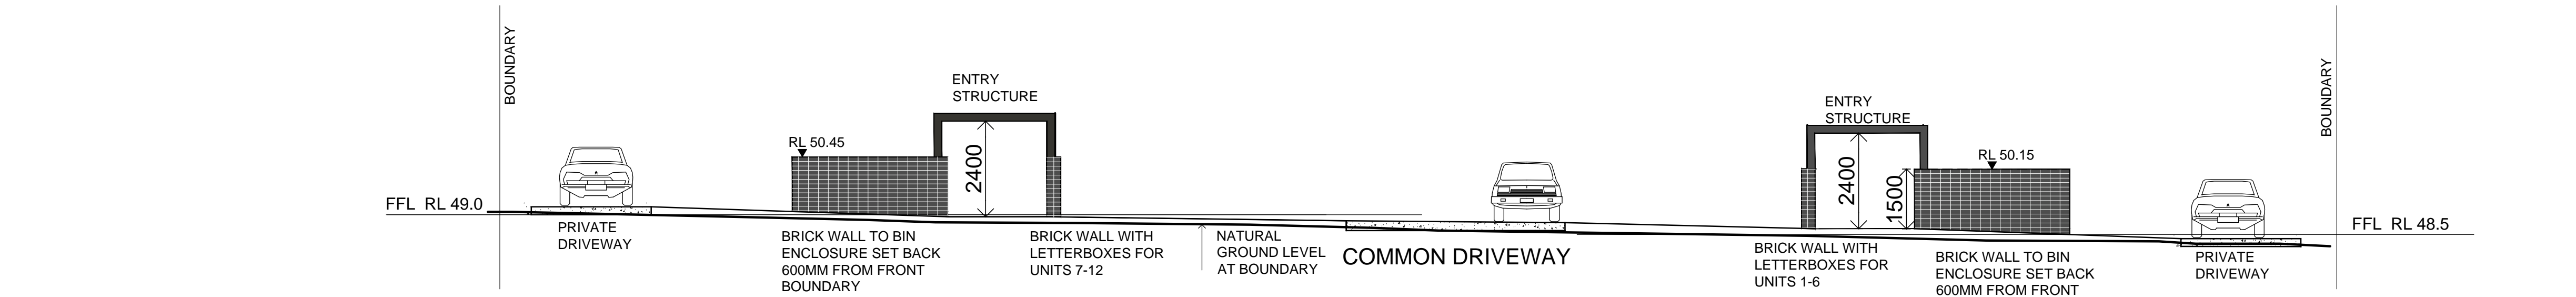 BOUNDARY
ENTRY
STRUCTURE
ENTRY
STRUCTURE
BOUNDARY
RL 50.45
RL 50.15
2400
2400
1500
FFL RL 49.0
FFL RL 48.5
PRIVATE
DRIVEWAY
BRICK WALL TO BIN
ENCLOSURE SET BACK
600MM FROM FRONT
BOUNDARY
BRICK WALL WITH
LETTERBOXES FOR
UNITS 7-12
NATURAL
GROUND LEVEL
AT BOUNDARY
COMMON DRIVEWAY
BRICK WALL WITH
LETTERBOXES FOR
UNITS 1-6
BRICK WALL TO BIN
ENCLOSURE SET BACK
600MM FROM FRONT
PRIVATE
DRIVEWAY